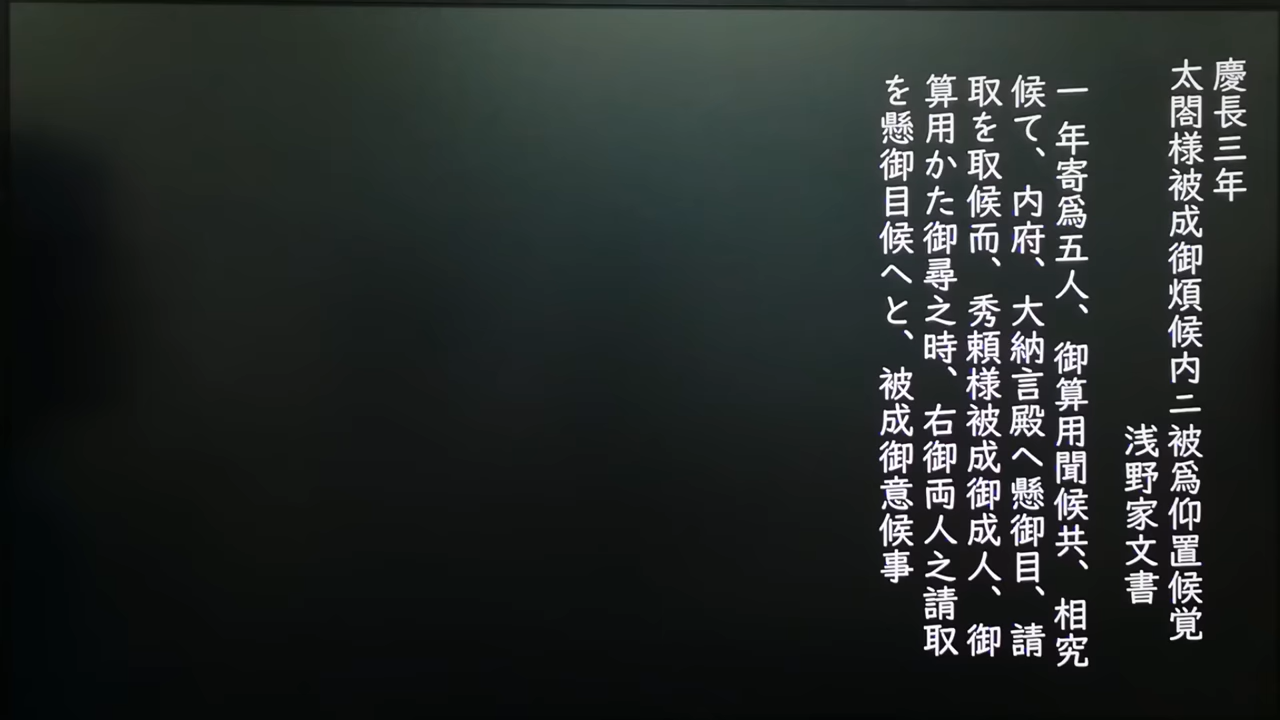 慶長三年
太閤様被成御煩候内ニ被爲仰置候覚
浅野家文書
一年寄爲五人、御算用聞候共、相究
候て、内府、大納言殿へ懸御目、請
取を取候而、秀頼様被成御成人、御
算用かた御尋之時、右御両人之請取
を懸御目候へと、被成御意候事